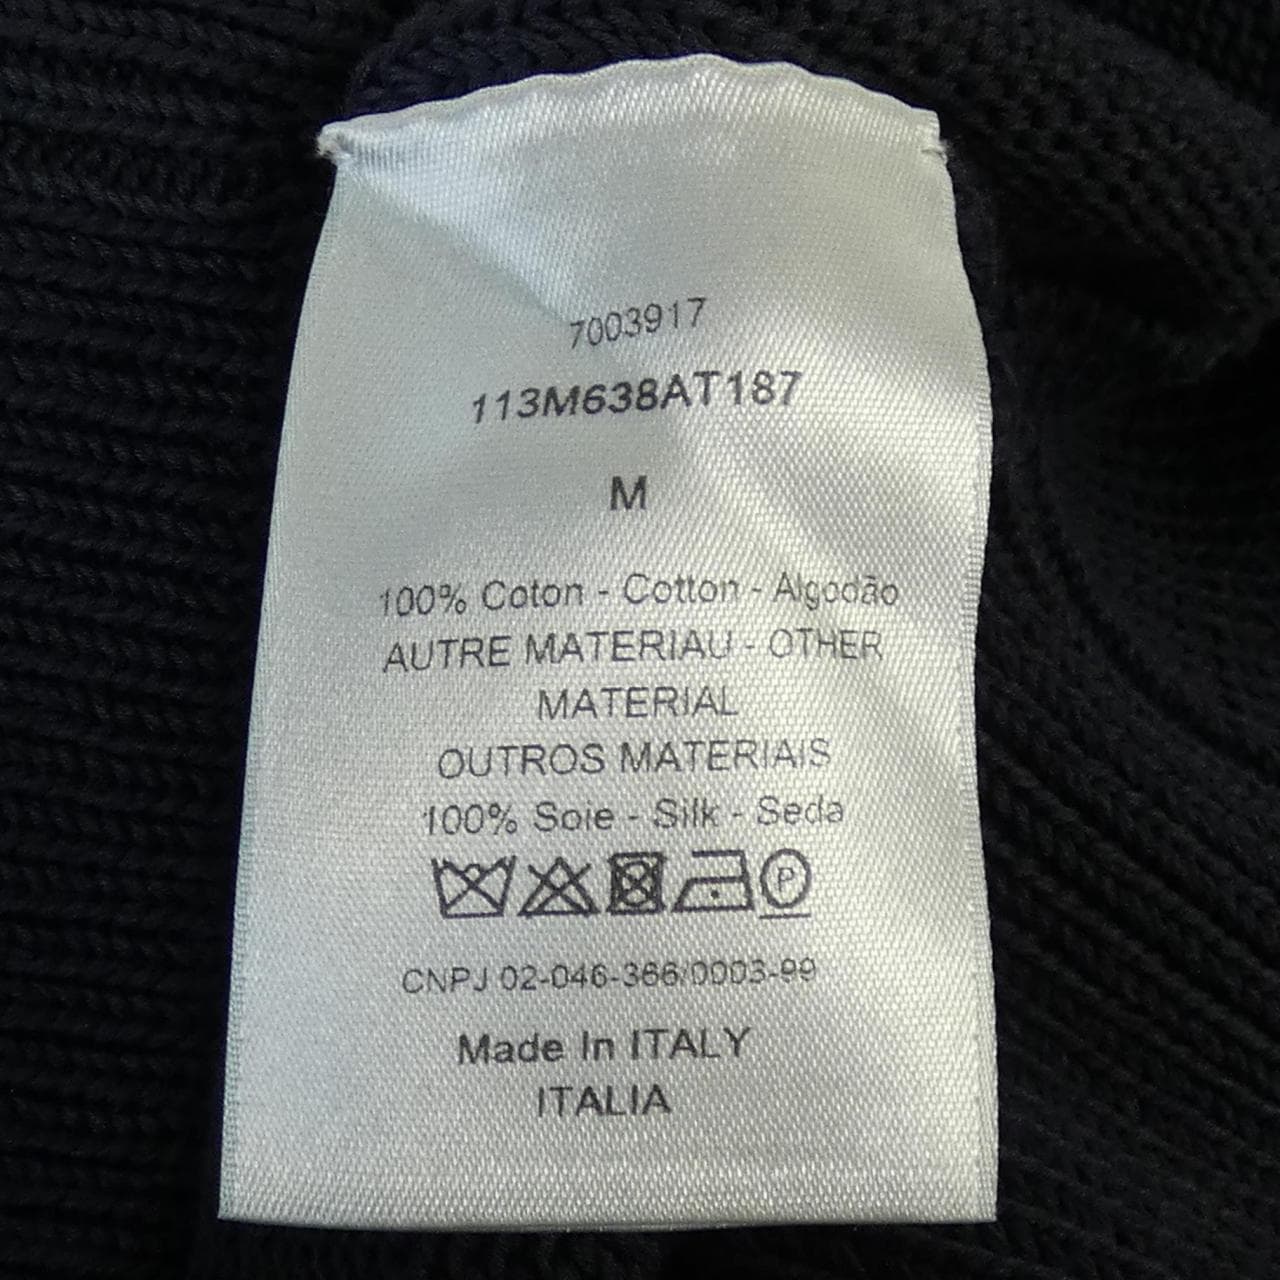 7003917
113M638AT187
M
100% Coton - Cotton - Algodão
AUTRE MATERIAU - OTHER
MATERIAL
OUTROS MATERIAIS
100% Soie - Silk - Seda
P
CNPJ 02-046-366/0003-99
Made In ITALY
ITALIA